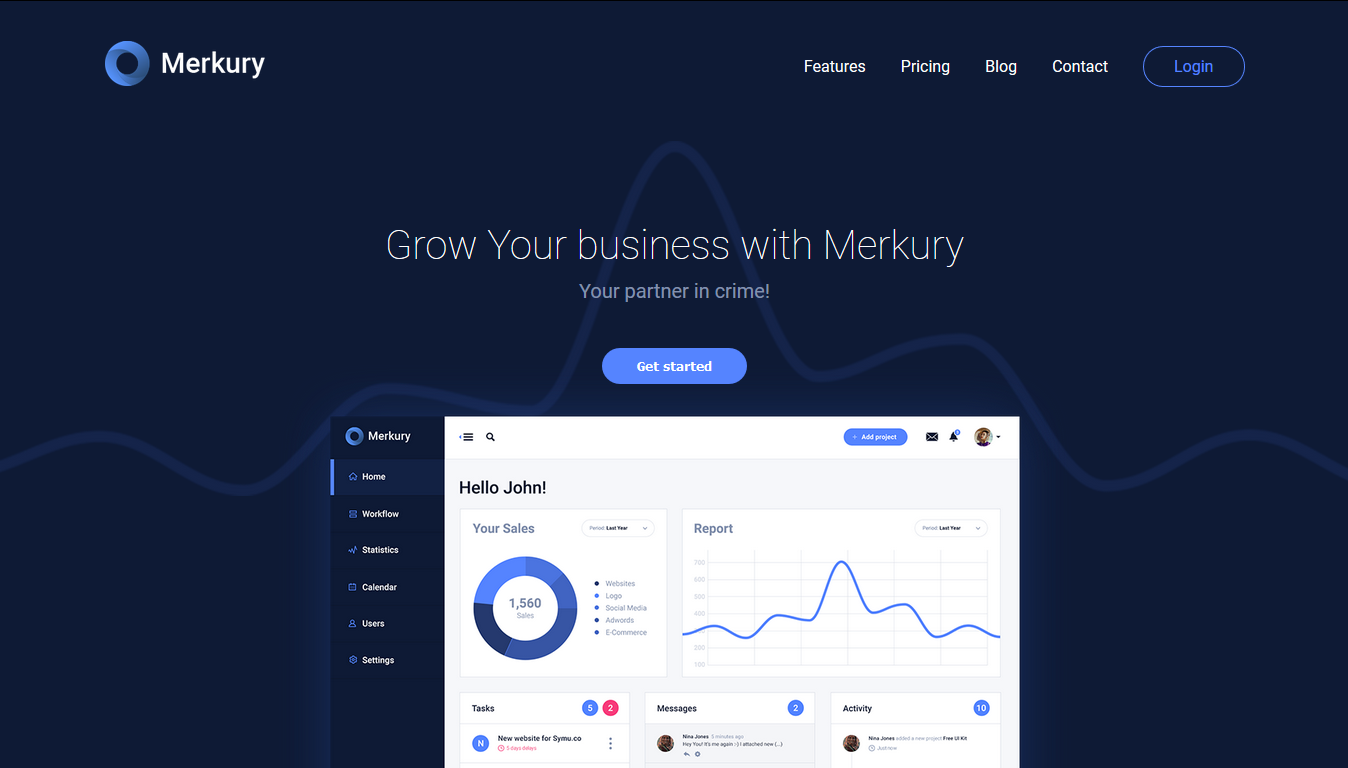 Merkury
Features Pricing Blog Contact Login
Grow Your business with Merkury
Your partner in crime!
Get started
Merkury
+ Add project
Home
Workflow
Statistics
Calendar
Users
Settings
Hello John!
Your Sales
Period: Last Year
1,560
Sales
Websites
Logo
Social Media
Adwords
E-Commerce
Report
Period: Last Year
700
600
500
400
200
100
Tasks 5 2
N
New website for Symu.co
5 days delays
Messages 2
Nina Jones 5 minutes ago
Hey You! It's me again :-) I attached new (...)
Activity 10
Nina Jones added a new project Free UI Kit
Just now